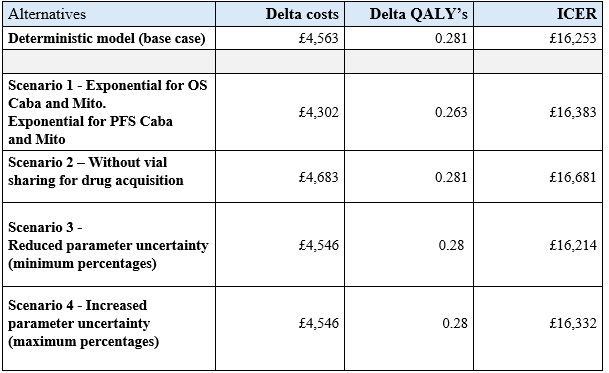 Alternatives Delta costs Delta QALY’s ICER
Deterministic model (base case) £4,563 0.281 £16,253
Scenario 1 - Exponential for OS
Caba and Mito.
Exponential for PFS Caba
and Mito £4,302 0.263 £16,383
Scenario 2 – Without vial
sharing for drug acquisition £4,683 0.281 £16,681
Scenario 3 -
Reduced parameter uncertainty
(minimum percentages) £4,546 0.28 £16,214
Scenario 4 - Increased
parameter uncertainty
(maximum percentages) £4,546 0.28 £16,332